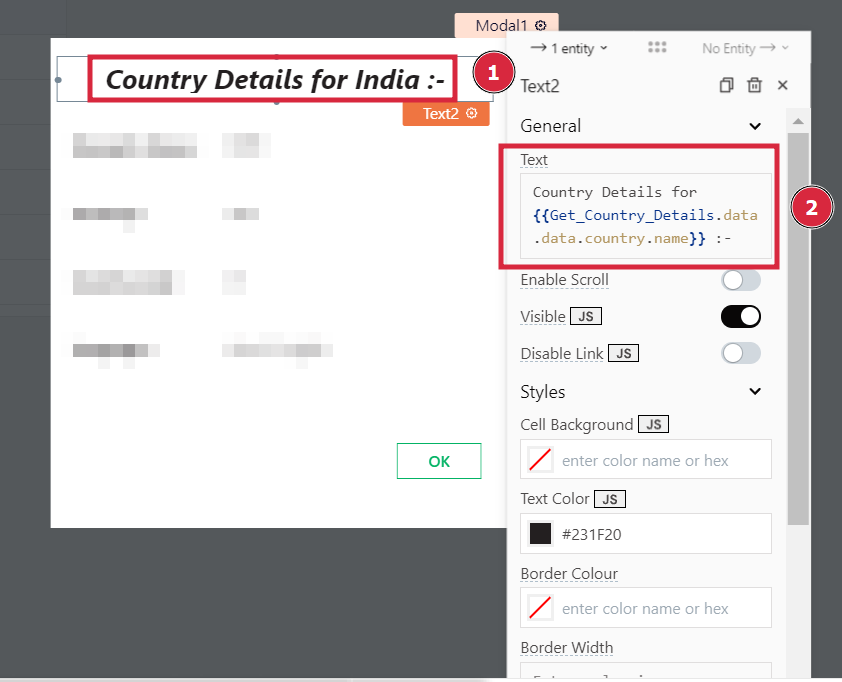 Modal1
→ 1 entity
No Entity →
Country Details for India :-
1
Text2
Text2
General
Text
Country Details for
{{Get_Country_Details.data
.data.country.name}} :-
2
Enable Scroll
Visible JS
Disable Link JS
Styles
Cell Background JS
enter color name or hex
Text Color JS
#231F20
Border Colour
enter color name or hex
Border Width
OK